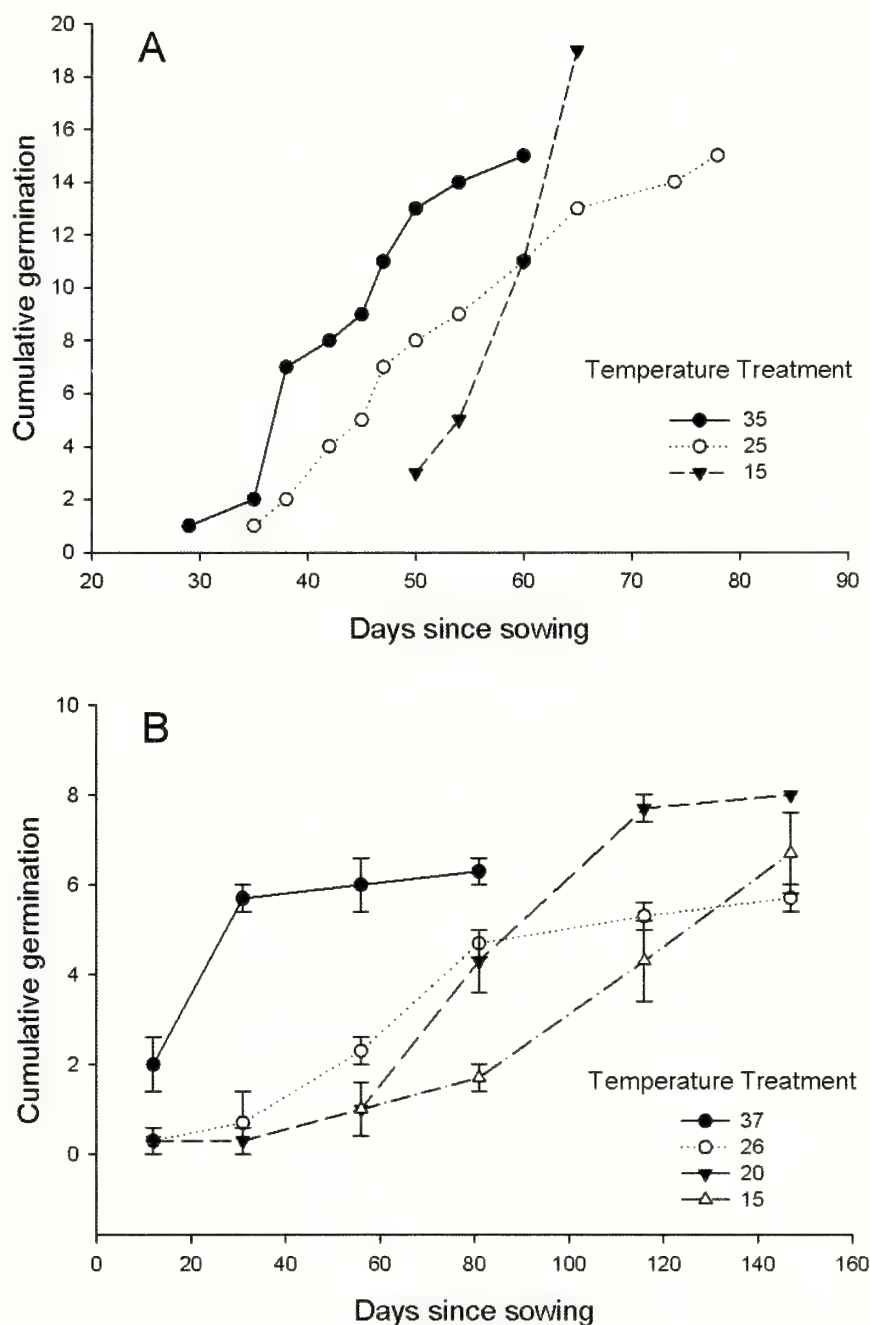 A
20
18
16
14
12
10
8
6
4
2
0
Cumulative germination
Temperature Treatment
35
25
15
20 30 40 50 60 70 80 90
Days since sowing
B
10
8
6
4
2
0
Cumulative germination
Temperature Treatment
37
26
20
15
0 20 40 60 80 100 120 140 160
Days since sowing